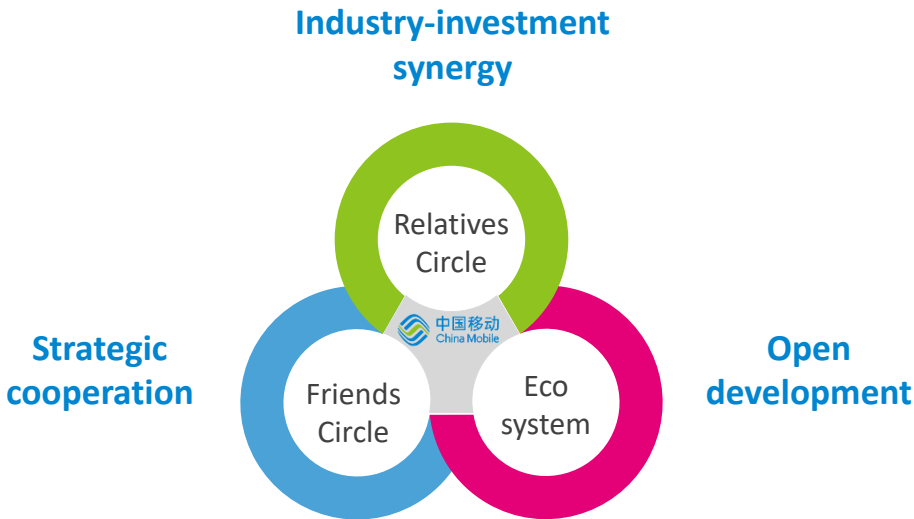 Industry-investment
synergy
Relatives
Circle
中国移动
China Mobile
Strategic
cooperation
Friends
Circle
Eco
system
Open
development